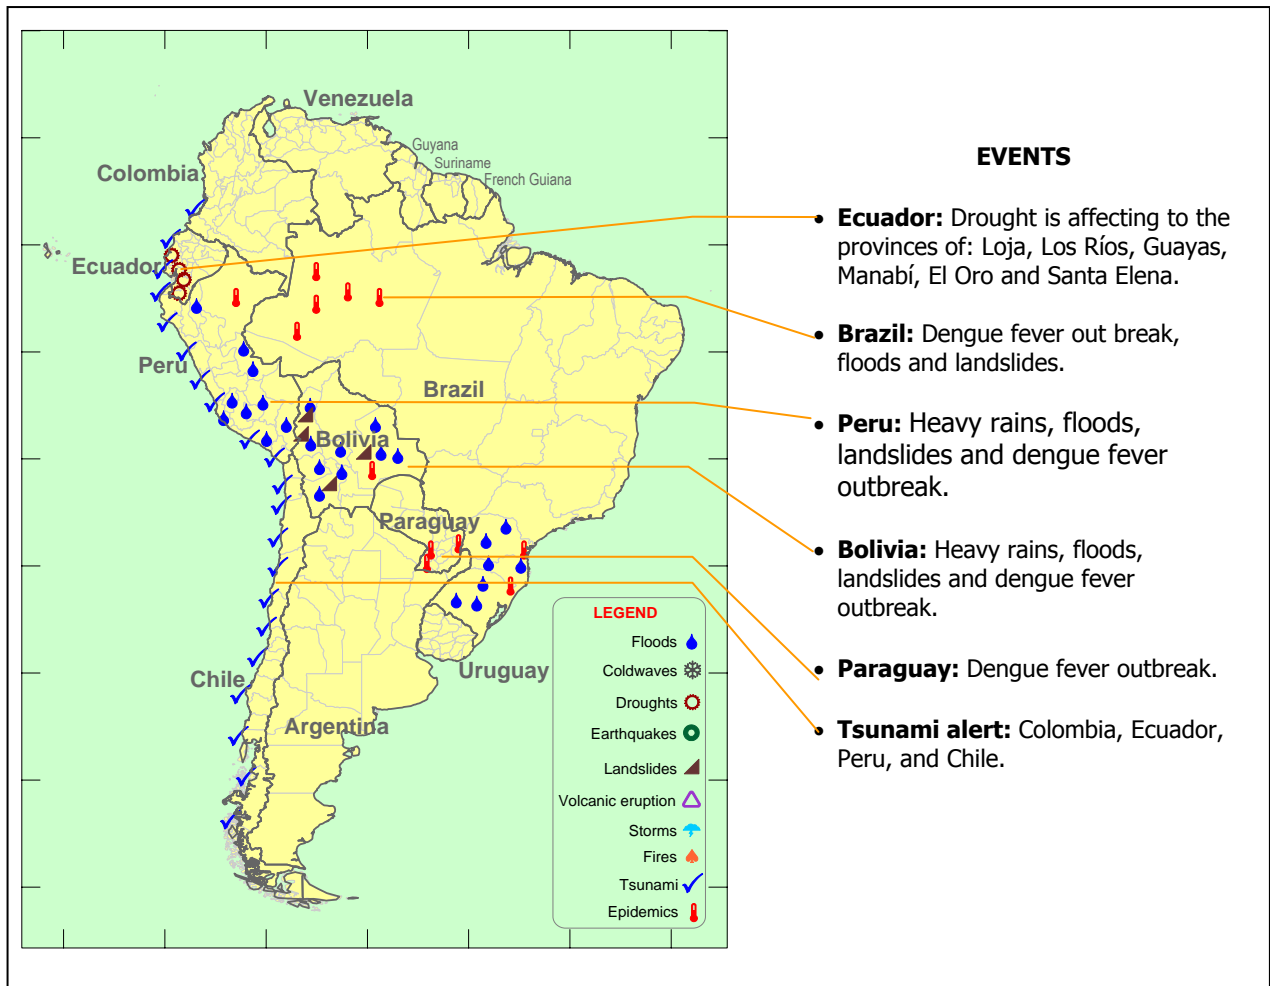 Venezuela
Guyana
Suriname
French Guiana
Colombia
Ecuador
Perú
Brazil
Bolivia
Paraguay
Chile
Uruguay
Argentina
LEGEND
Floods
Coldwaves
Droughts
Earthquakes
Landslides
Volcanic eruption
Storms
Fires
Tsunami
Epidemics
EVENTS
• Ecuador: Drought is affecting to the
provinces of: Loja, Los Ríos, Guayas,
Manabí, El Oro and Santa Elena.
• Brazil: Dengue fever out break,
floods and landslides.
• Peru: Heavy rains, floods,
landslides and dengue fever
outbreak.
• Bolivia: Heavy rains, floods,
landslides and dengue fever
outbreak.
• Paraguay: Dengue fever outbreak.
• Tsunami alert: Colombia, Ecuador,
Peru, and Chile.